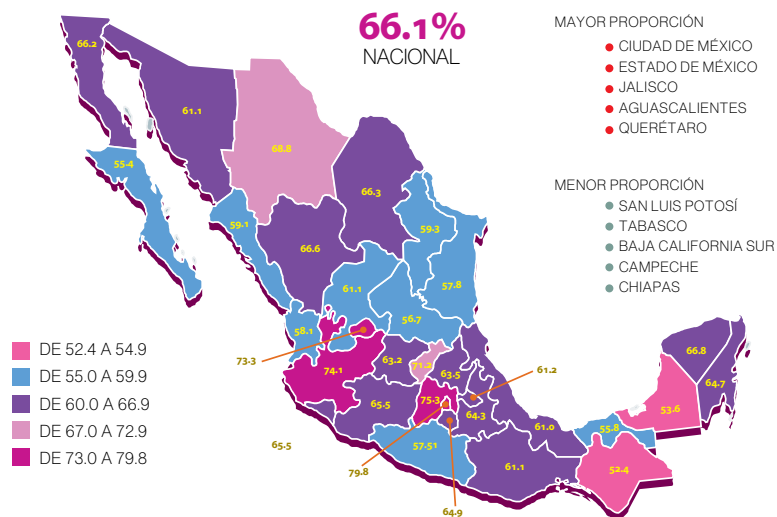 66.1%
NACIONAL
MAYOR PROPORCIÓN
CIUDAD DE MÉXICO
ESTADO DE MÉXICO
JALISCO
AGUASCALIENTES
QUERÉTARO
MENOR PROPORCIÓN
SAN LUIS POTOSÍ
TABASCO
BAJA CALIFORNIA SUR
CAMPECHE
CHIAPAS
66.2
61.1
68.8
55.4
66.3
59.1
59.3
66.6
57.8
61.1
56.7
58.1
73.3
74.1
63.2
71.2
63.5
61.2
66.8
64.7
65.5
75.3
64.3
61.0
55.8
53.6
65.5
57.51
79.8
64.9
61.1
52.4
DE 52.4 A 54.9
DE 55.0 A 59.9
DE 60.0 A 66.9
DE 67.0 A 72.9
DE 73.0 A 79.8